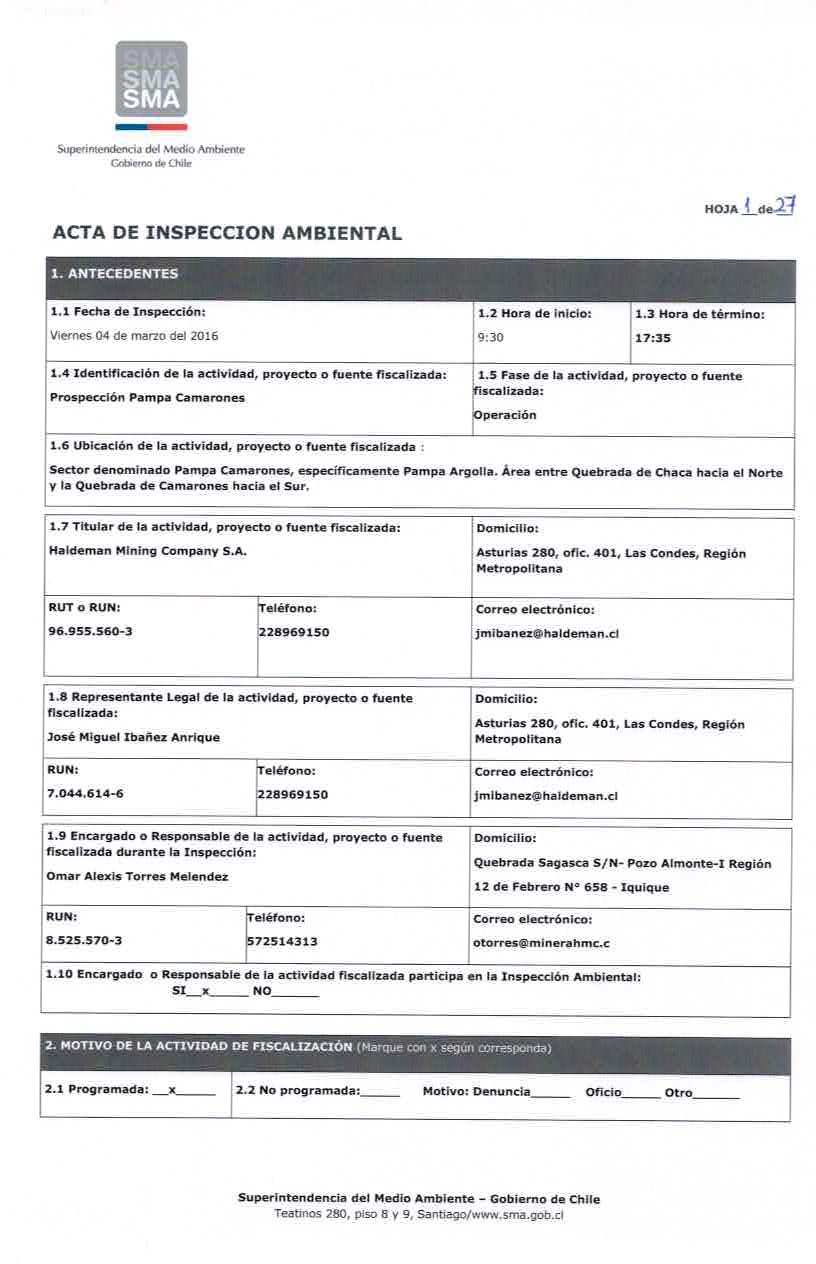 SMA
SMA
SMA
Superintendencia del Medio Ambiente
Gobierno de Chile
HOJA 1 de 27
ACTA DE INSPECCION AMBIENTAL
1. ANTECEDENTES
1.1 Fecha de Inspección:
Viernes 04 de marzo del 2016
1.2 Hora de inicio:
9:30
1.3 Hora de término:
17:35
1.4 Identificación de la actividad, proyecto o fuente fiscalizada:
Prospección Pampa Camarones
1.5 Fase de la actividad, proyecto o fuente
fiscalizada:
Operación
1.6 Ubicación de la actividad, proyecto o fuente fiscalizada :
Sector denominado Pampa Camarones, específicamente Pampa Argolla. Área entre Quebrada de Chaca hacia el Norte
y la Quebrada de Camarones hacia el Sur.
1.7 Titular de la actividad, proyecto o fuente fiscalizada:
Haldeman Mining Company S.A.
Domicilio:
Asturias 280, ofic. 401, Las Condes, Región
Metropolitana
RUT o RUN:
96.955.560-3
Teléfono:
228969150
Correo electrónico:
jmibanez@haldeman.cl
1.8 Representante Legal de la actividad, proyecto o fuente
fiscalizada:
José Miguel Ibañez Anrique
Domicilio:
Asturias 280, ofic. 401, Las Condes, Región
Metropolitana
RUN:
7.044.614-6
Teléfono:
228969150
Correo electrónico:
jmibanez@haldeman.cl
1.9 Encargado o Responsable de la actividad, proyecto o fuente
fiscalizada durante la Inspección:
Omar Alexis Torres Melendez
Domicilio:
Quebrada Sagasca S/N- Pozo Almonte-I Región
12 de Febrero N° 658 - Iquique
RUN:
8.525.570-3
Teléfono:
572514313
Correo electrónico:
otorres@minerahmc.c
1.10 Encargado o Responsable de la actividad fiscalizada participa en la Inspección Ambiental:
SI__x______ NO_______
2. MOTIVO DE LA ACTIVIDAD DE FISCALIZACIÓN (Marque con x según corresponda)
2.1 Programada: __x______ 2.2 No programada:______ Motivo: Denuncia______ Oficio______ Otro_______
Superintendencia del Medio Ambiente – Gobierno de Chile
Teatinos 280, piso 8 y 9, Santiago/www.sma.gob.cl